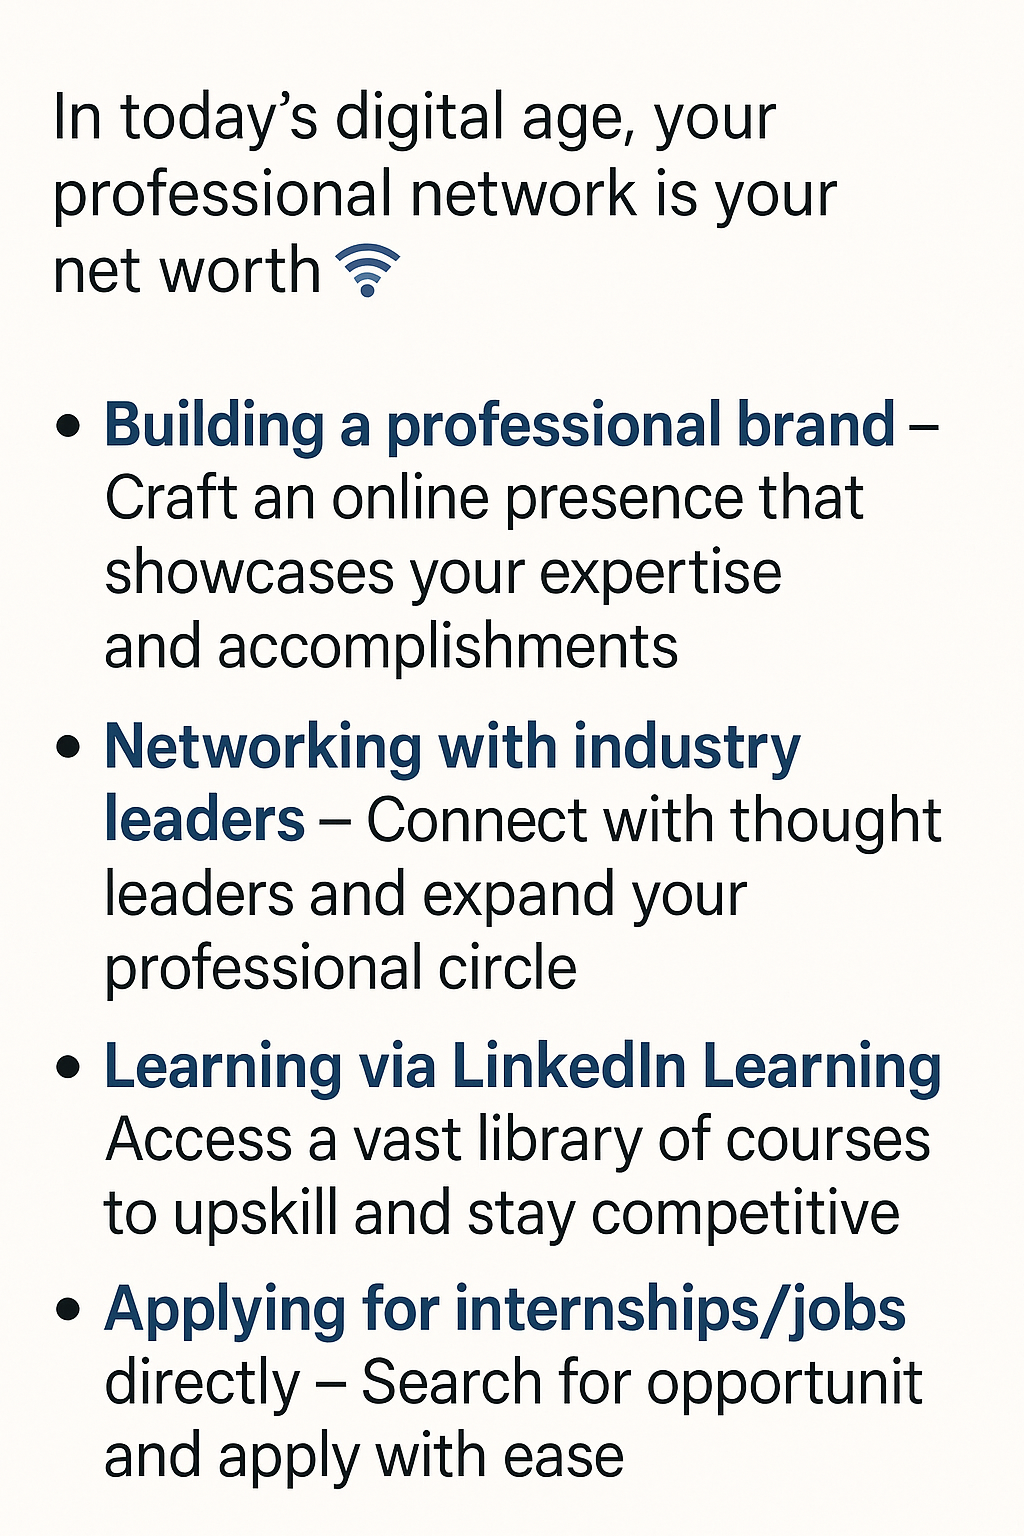 In today’s digital age, your
professional network is your
net worth
• Building a professional brand –
Craft an online presence that
showcases your expertise
and accomplishments
• Networking with industry
leaders – Connect with thought
leaders and expand your
professional circle
• Learning via LinkedIn Learning
Access a vast library of courses
to upskill and stay competitive
• Applying for internships/jobs
directly – Search for opportunit
and apply with ease